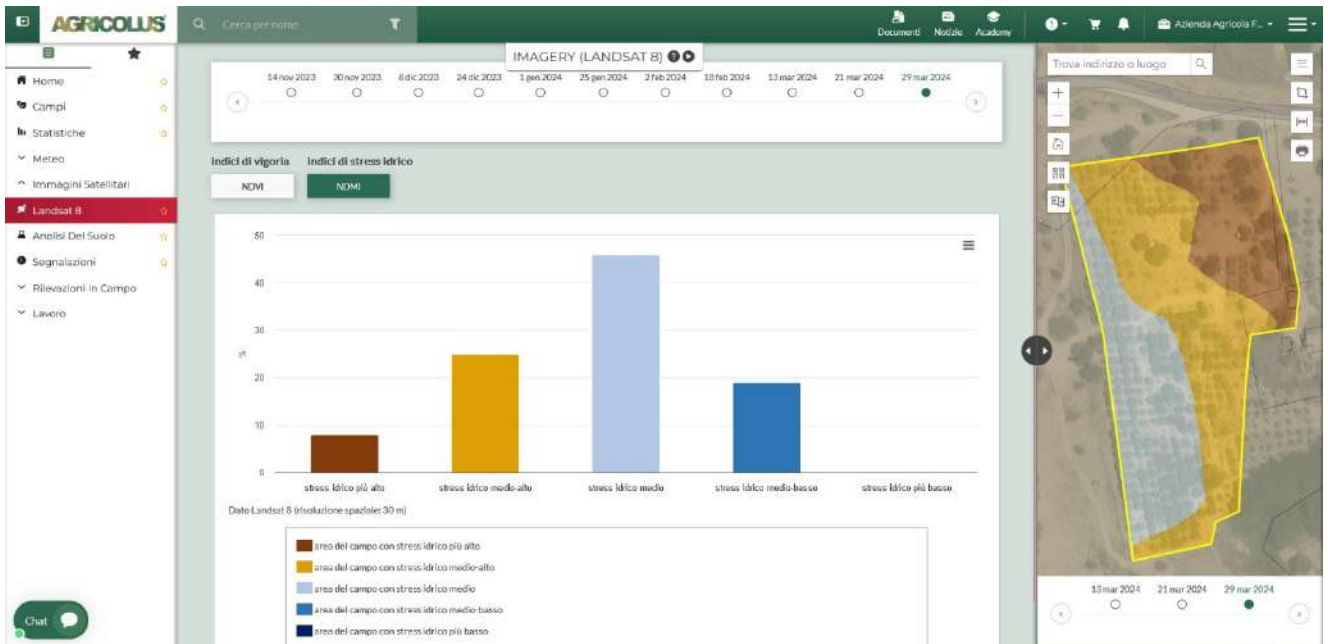 AGRICOLUS
Cerca per nome
Documenti
Notizie
Academy
Azienda Agricola F...
Home
Campi
Statistiche
Meteo
Immagini Satellitari
Landsat 8
Analisi Del Suolo
Segnalazioni
Rilevazioni In Campo
Lavoro
Chat
IMAGERY (LANDSAT 8)
14 nov 2023 30 nov 2023 8 dic 2023 24 dic 2023 1 gen 2024 25 gen 2024 2 feb 2024 18 feb 2024 13 mar 2024 21 mar 2024 29 mar 2024
Indici di vigoria Indici di stress idrico
NDVI NDMI
50
40
30
%
20
10
0
stress idrico più alto stress idrico medio-alto stress idrico medio stress idrico medio-basso stress idrico più basso
Dato Landsat 8 (risoluzione spaziale: 30 m)
area del campo con stress idrico più alto
area del campo con stress idrico medio-alto
area del campo con stress idrico medio
area del campo con stress idrico medio-basso
area del campo con stress idrico più basso
Trova indirizzo o luogo
13 mar 2024 21 mar 2024 29 mar 2024